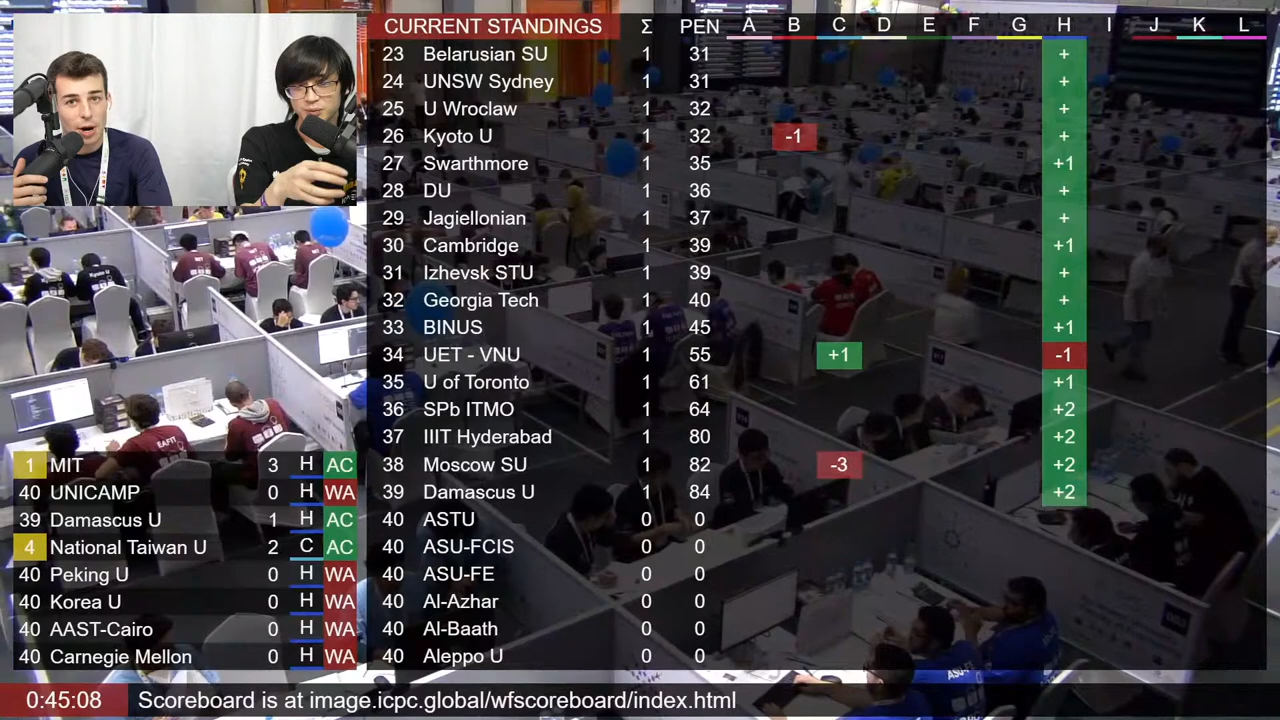 CURRENT STANDINGS Σ PEN A B C D E F G H I J K L
23 Belarusian SU 1 31 +
24 UNSW Sydney 1 31 +
25 U Wroclaw 1 32 +
26 Kyoto U 1 32 -1 +
27 Swarthmore 1 35 +1
28 DU 1 36 +
29 Jagiellonian 1 37 +
30 Cambridge 1 39 +1
31 Izhevsk STU 1 39 +
32 Georgia Tech 1 40 +
33 BINUS 1 45 +1
34 UET - VNU 1 55 +1 -1
35 U of Toronto 1 61 +1
36 SPb ITMO 1 64 +2
37 IIIT Hyderabad 1 80 +2
38 Moscow SU 1 82 -3 +2
39 Damascus U 1 84 +2
40 ASTU 0 0
40 ASU-FCIS 0 0
40 ASU-FE 0 0
40 Al-Azhar 0 0
40 Al-Baath 0 0
40 Aleppo U 0 0
1 MIT 3 H AC
40 UNICAMP 0 H WA
39 Damascus U 1 H AC
4 National Taiwan U 2 C AC
40 Peking U 0 H WA
40 Korea U 0 H WA
40 AAST-Cairo 0 H WA
40 Carnegie Mellon 0 H WA
0:45:08 Scoreboard is at image.icpc.global/wfscoreboard/index.html
Kyoto U
MIT
EAFIT
ASU-FCIS